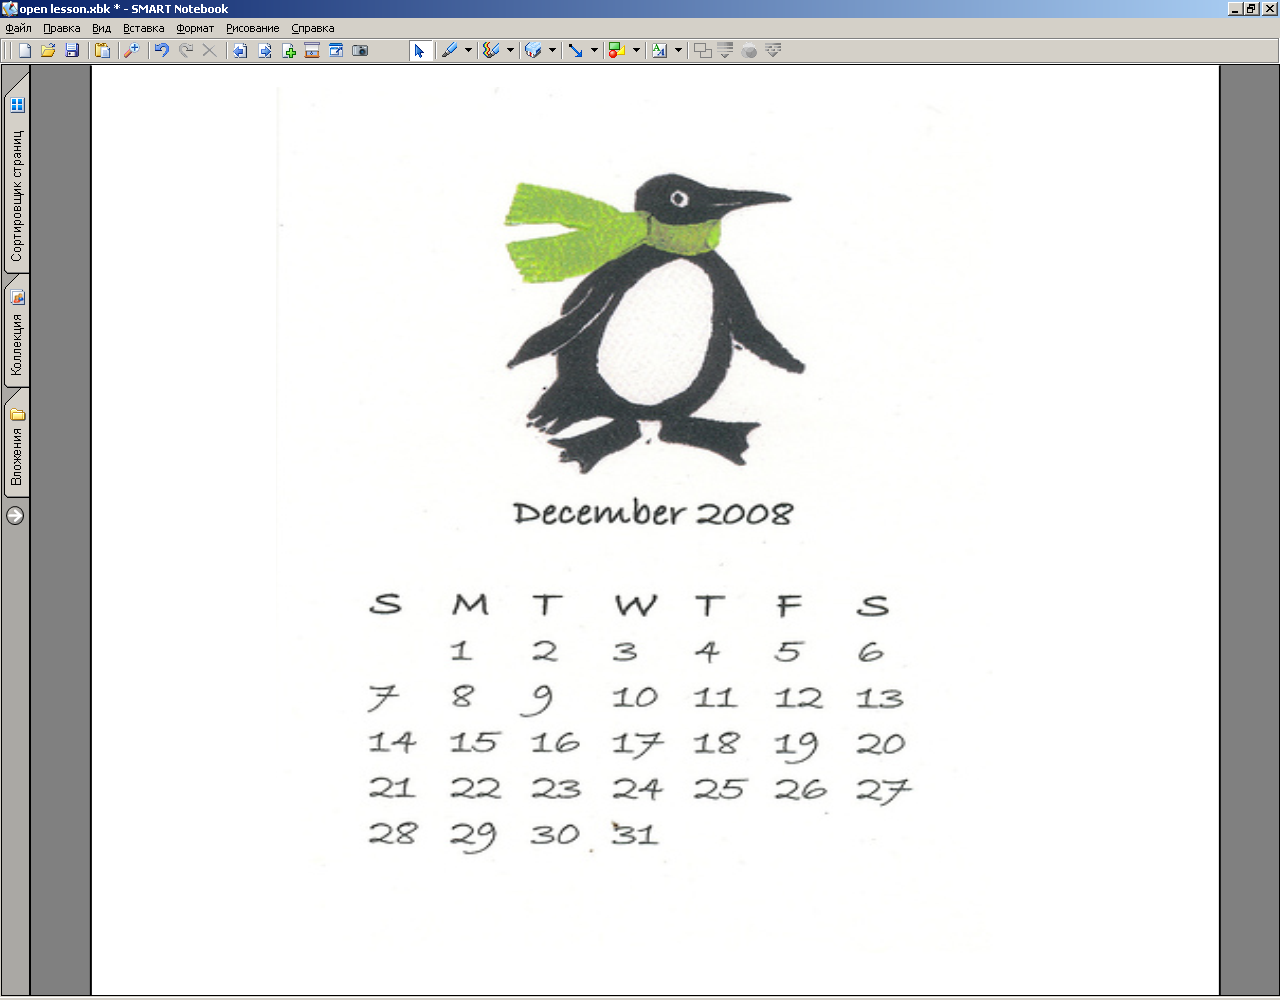 open lesson.xbk * - SMART Notebook
Файл Правка Вид Вставка Формат Рисование Справка
Сортировщик страниц
Коллекция
Вложения
December 2008
S M T W T F S
1 2 3 4 5 6
7 8 9 10 11 12 13
14 15 16 17 18 19 20
21 22 23 24 25 26 27
28 29 30 31